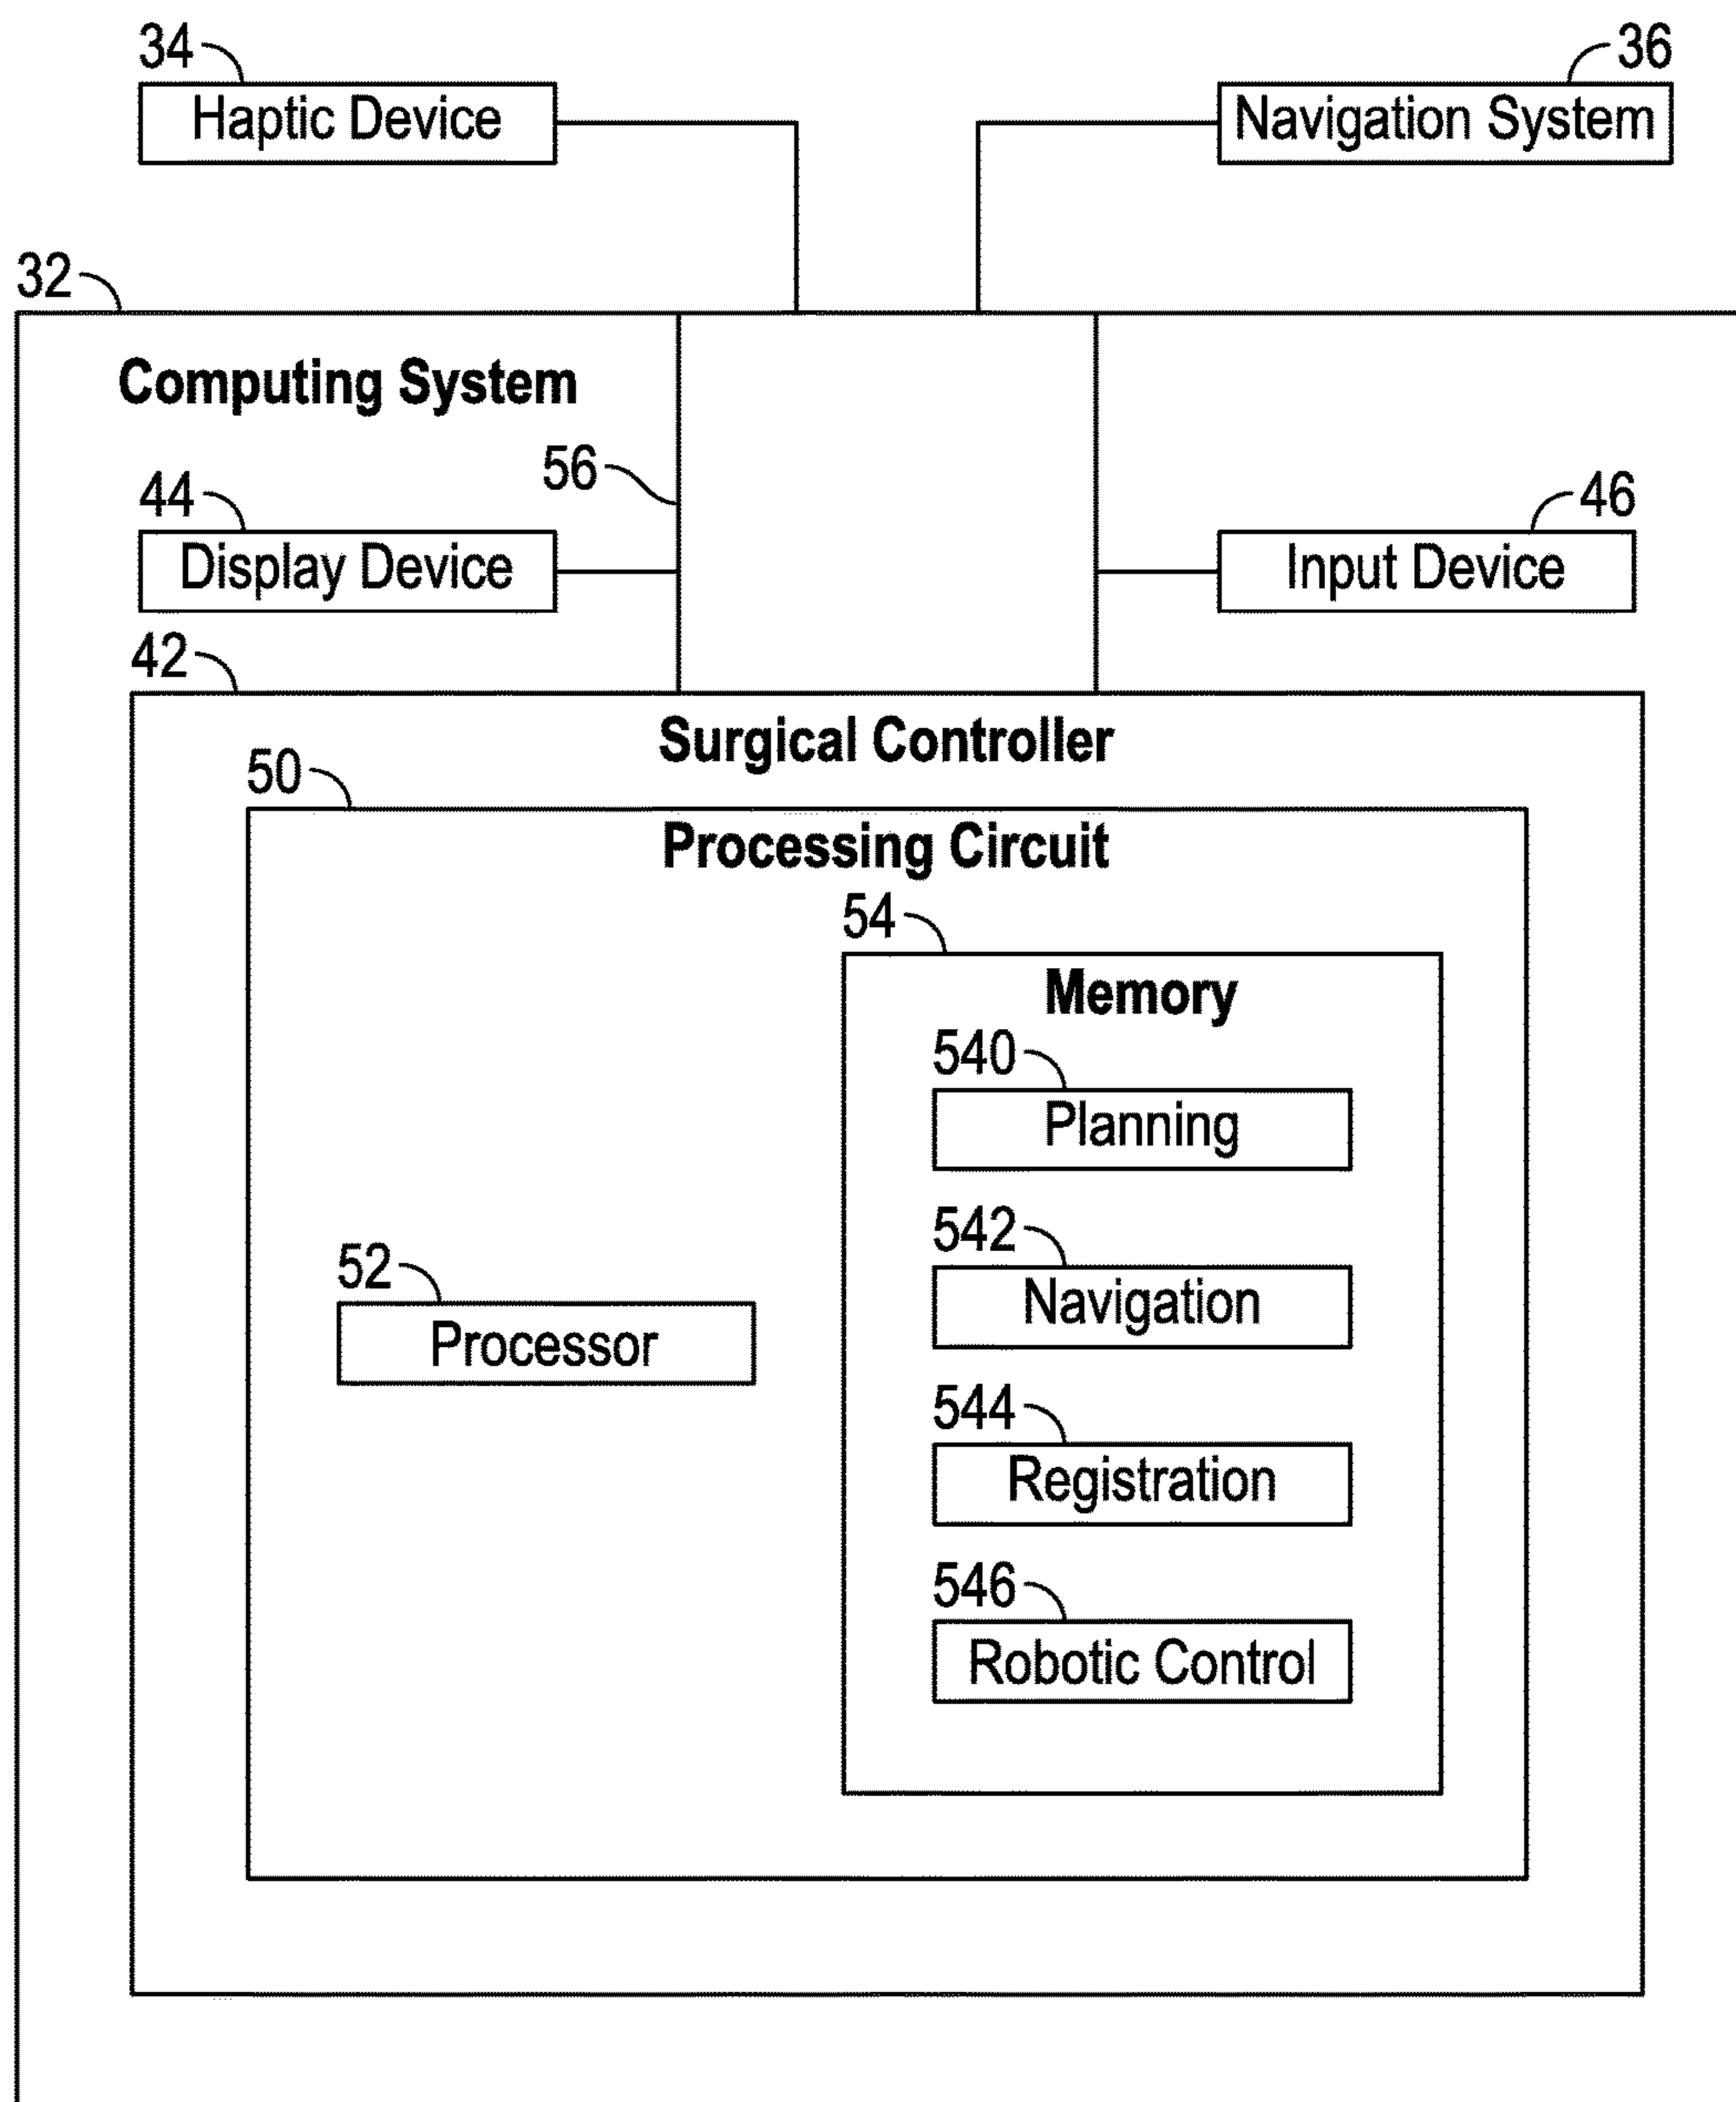 34
36
Haptic Device
Navigation System
32
Computing System
56
44
46
Display Device
Input Device
42
Surgical Controller
50
Processing Circuit
54
Memory
540
Planning
542
Navigation
52
Processor
544
Registration
546
Robotic Control